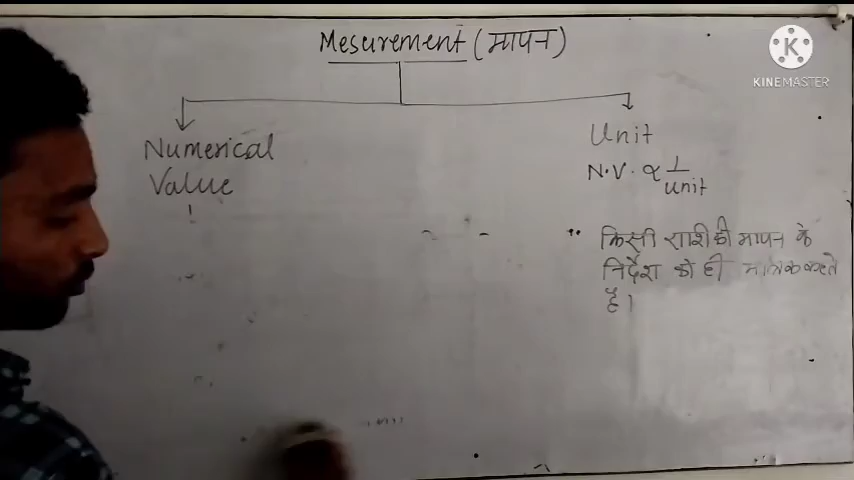 Mesurement (मापन)
Numerical
Value
Unit
N.V. ∝ 1/unit
किसी राशी की मापन के
निर्देश को ही मात्रक कहते
है।
K
KINEMASTER